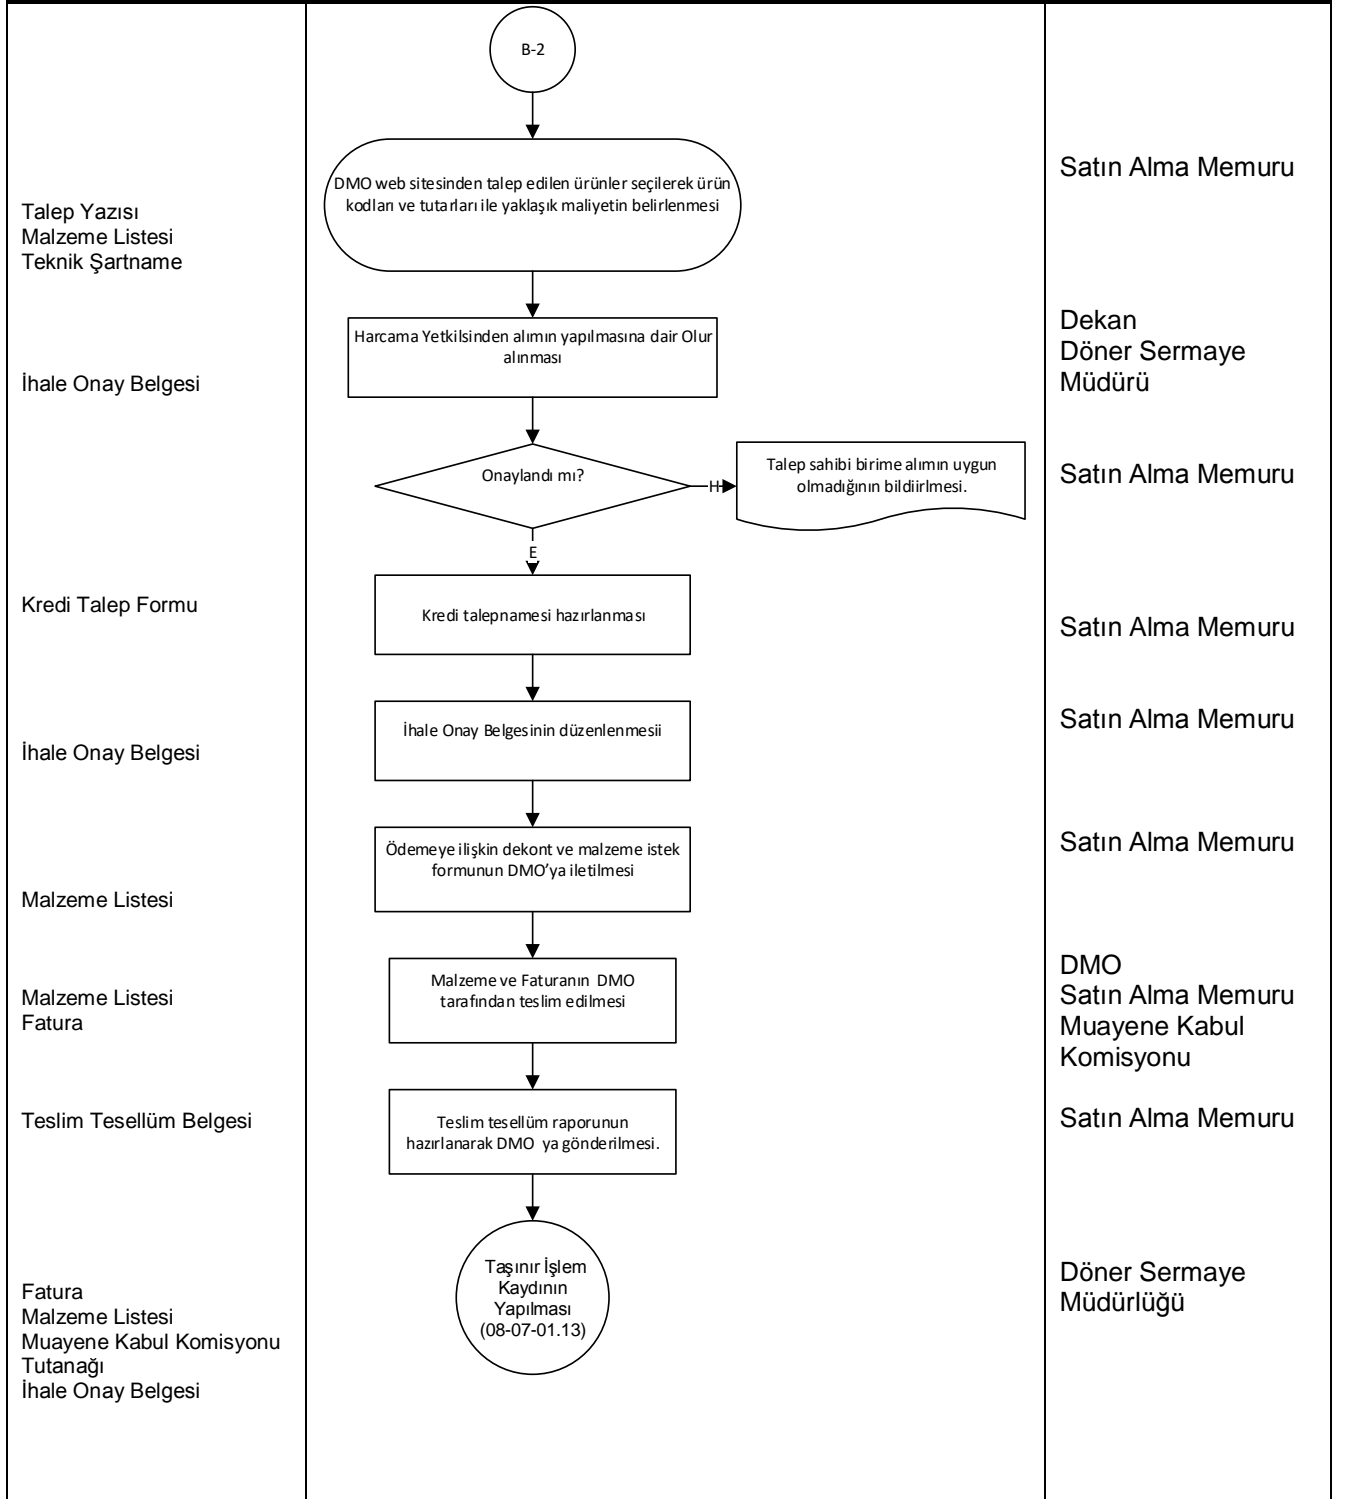 B-2
DMO web sitesinden talep edilen ürünler seçilerek ürün
kodları ve tutarları ile yaklaşık maliyetin belirlenmesi
Satın Alma Memuru
Talep Yazısı
Malzeme Listesi
Teknik Şartname
Harcama Yetkilsinden alımın yapılmasına dair Olur
alınması
Dekan
Döner Sermaye
Müdürü
İhale Onay Belgesi
Onaylandı mı?
H
Talep sahibi birime alımın uygun
olmadığının bildiirlmesi.
Satın Alma Memuru
E
Kredi Talep Formu
Kredi talepnamesi hazırlanması
Satın Alma Memuru
İhale Onay Belgesinin düzenlenmesii
Satın Alma Memuru
İhale Onay Belgesi
Ödemeye ilişkin dekont ve malzeme istek
formunun DMO’ya iletilmesi
Satın Alma Memuru
Malzeme Listesi
Malzeme ve Faturanın DMO
tarafından teslim edilmesi
DMO
Satın Alma Memuru
Muayene Kabul
Komisyonu
Malzeme Listesi
Fatura
Teslim Tesellüm Belgesi
Teslim tesellüm raporunun
hazırlanarak DMO ya gönderilmesi.
Satın Alma Memuru
Taşınır İşlem
Kaydının
Yapılması
(08-07-01.13)
Döner Sermaye
Müdürlüğü
Fatura
Malzeme Listesi
Muayene Kabul Komisyonu
Tutanağı
İhale Onay Belgesi